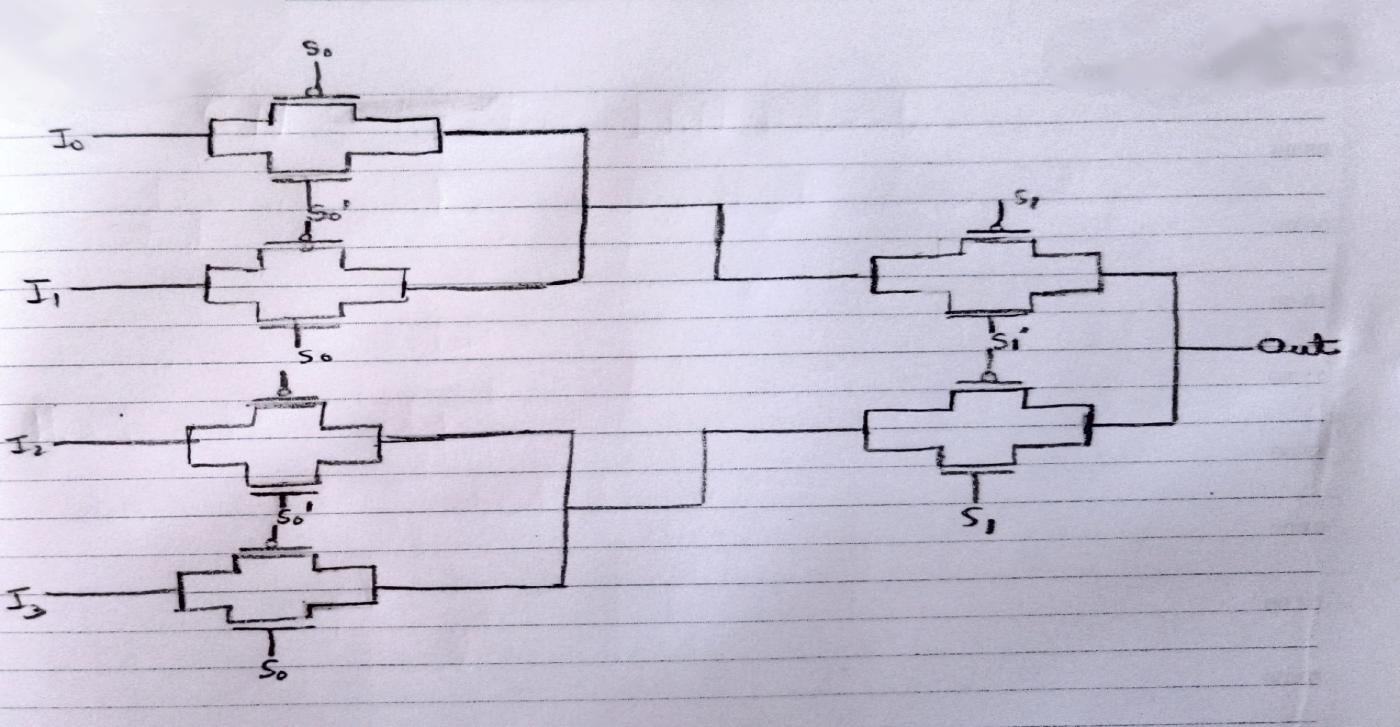 S₀
I₀
S₀'
I₁
S₀
I₂
S₀'
I₃
S₀
S₁
S₁'
Out
S₁